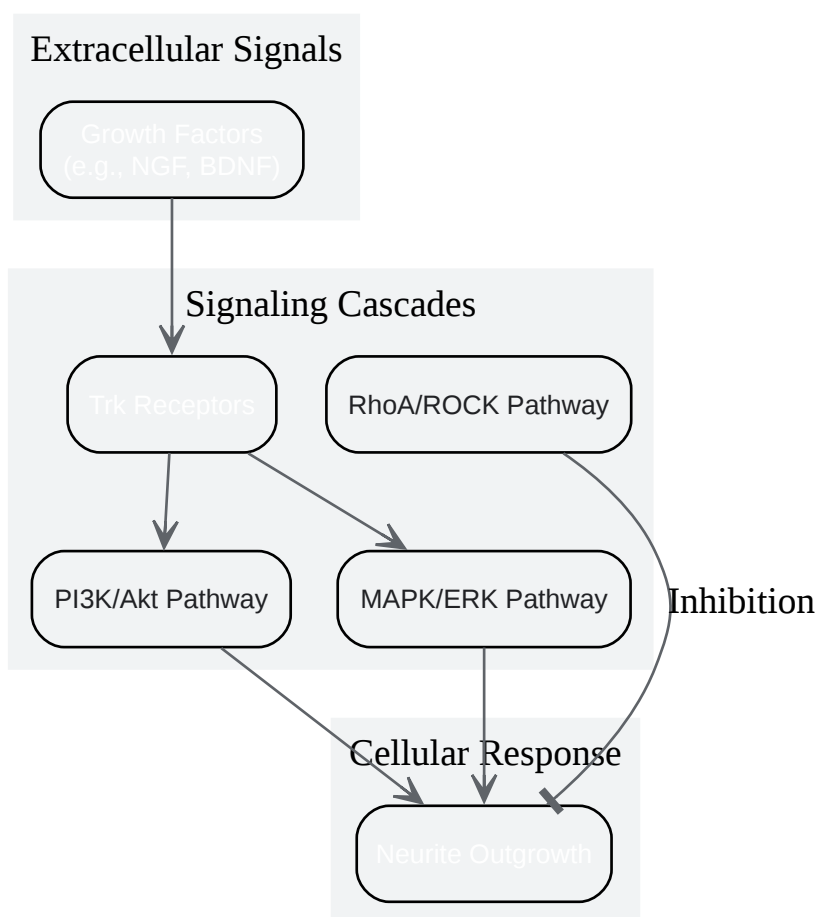 Extracellular Signals
Growth Factors
(e.g., NGF, BDNF)
Signaling Cascades
Trk Receptors
RhoA/ROCK Pathway
PI3K/Akt Pathway
MAPK/ERK Pathway
Inhibition
Cellular Response
Neurite Outgrowth